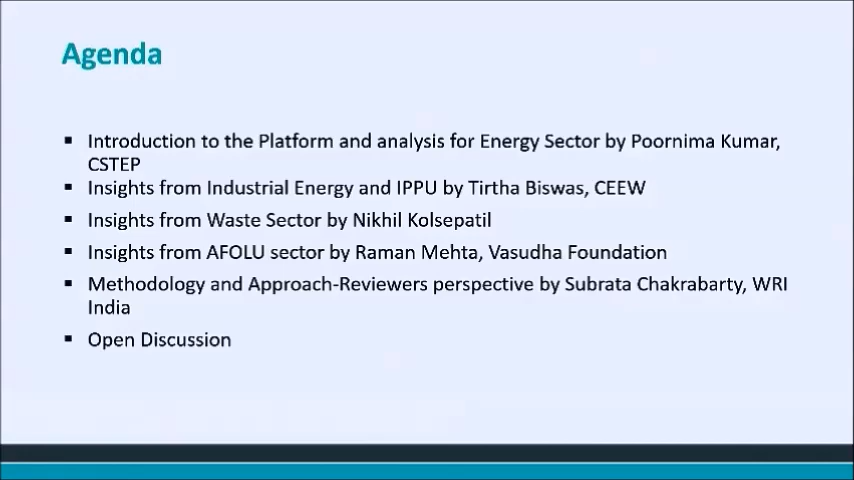 Agenda
▪ Introduction to the Platform and analysis for Energy Sector by Poornima Kumar,
CSTEP
▪ Insights from Industrial Energy and IPPU by Tirtha Biswas, CEEW
▪ Insights from Waste Sector by Nikhil Kolsepatil
▪ Insights from AFOLU sector by Raman Mehta, Vasudha Foundation
▪ Methodology and Approach-Reviewers perspective by Subrata Chakrabarty, WRI
India
▪ Open Discussion